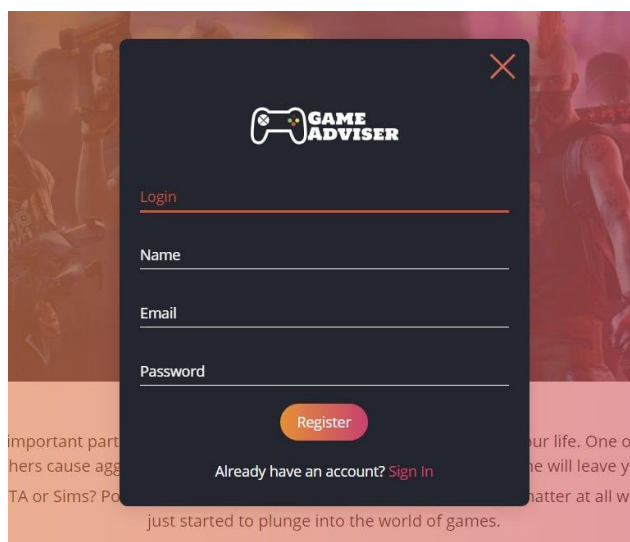 GAME
ADVISER
Login
Name
Email
Password
Register
Already have an account? Sign In
important part
our life. One o
hers cause agg
ne will leave y
TA or Sims? Po
natter at all w
just started to plunge into the world of games.